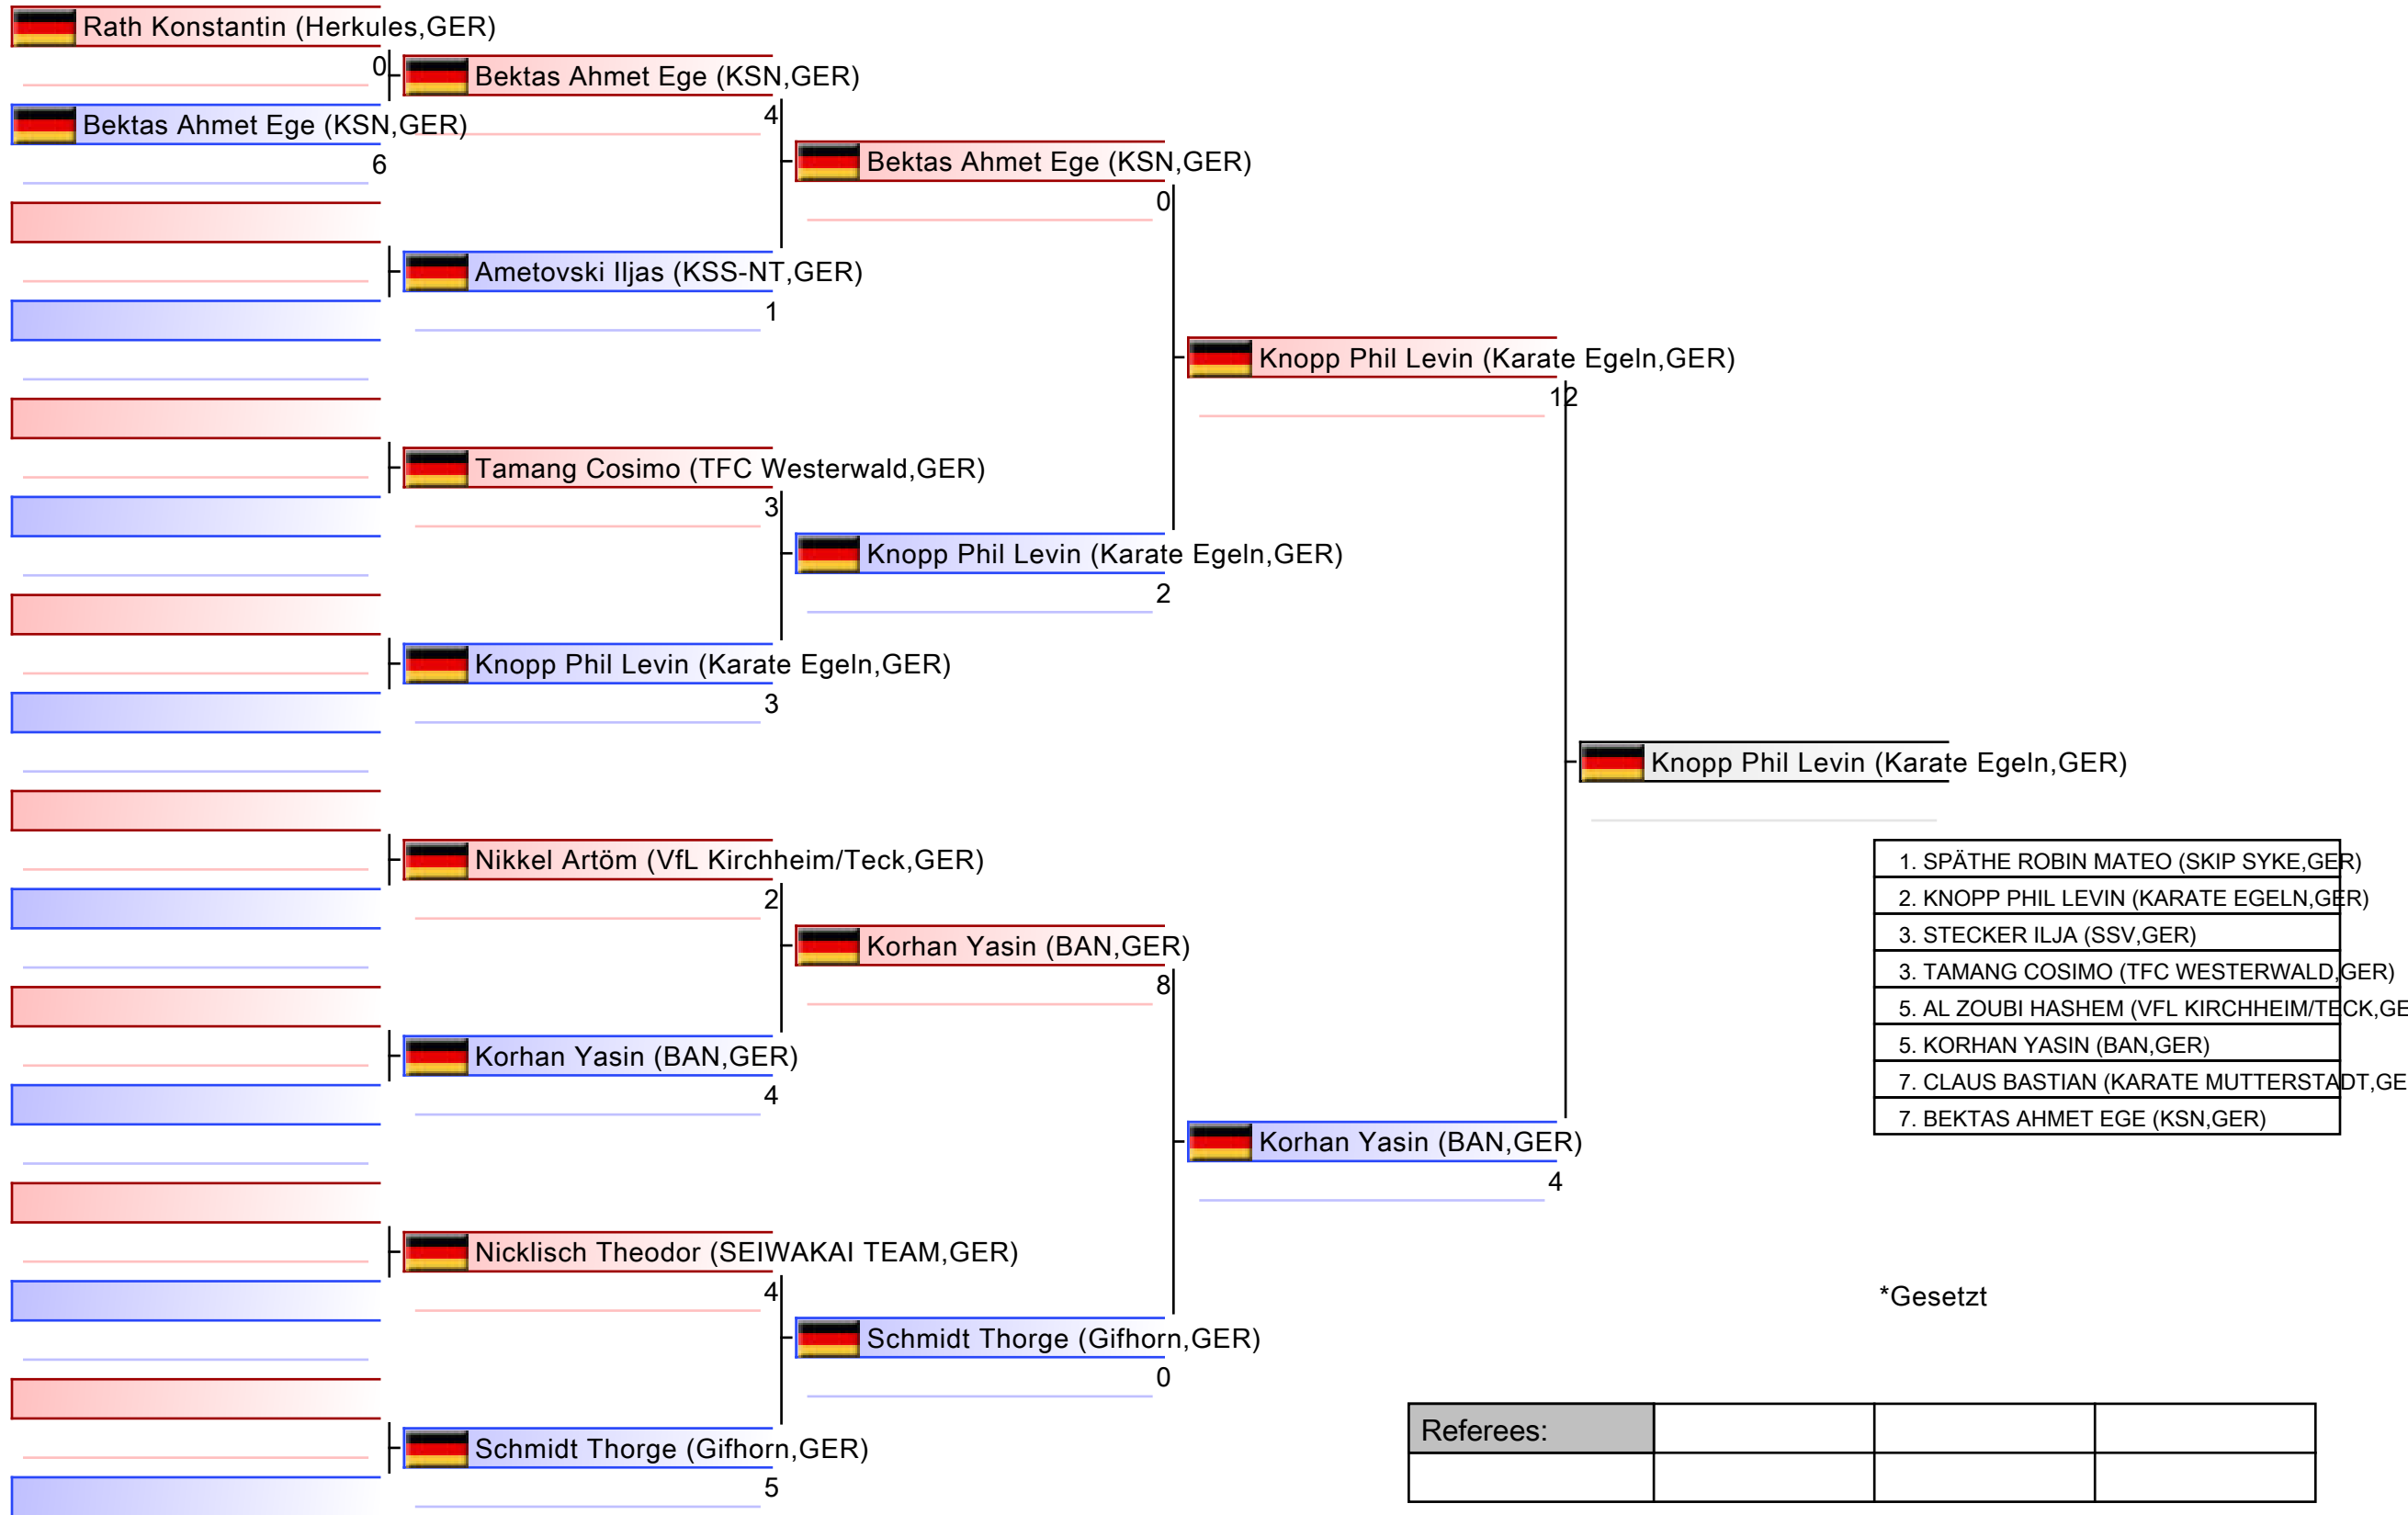 Rath Konstantin (Herkules,GER)
0
Bektas Ahmet Ege (KSN,GER)
6
Bektas Ahmet Ege (KSN,GER)
4
Ametovski Iljas (KSS-NT,GER)
1
Tamang Cosimo (TFC Westerwald,GER)
3
Knopp Phil Levin (Karate Egeln,GER)
3
Nikkel Artöm (VfL Kirchheim/Teck,GER)
2
Korhan Yasin (BAN,GER)
4
Nicklisch Theodor (SEIWAKAI TEAM,GER)
4
Schmidt Thorge (Gifhorn,GER)
5
Bektas Ahmet Ege (KSN,GER)
0
Knopp Phil Levin (Karate Egeln,GER)
2
Korhan Yasin (BAN,GER)
8
Schmidt Thorge (Gifhorn,GER)
0
Knopp Phil Levin (Karate Egeln,GER)
12
Korhan Yasin (BAN,GER)
4
Knopp Phil Levin (Karate Egeln,GER)
1. SPÄTHE ROBIN MATEO (SKIP SYKE,GER)
2. KNOPP PHIL LEVIN (KARATE EGELN,GER)
3. STECKER ILJA (SSV,GER)
3. TAMANG COSIMO (TFC WESTERWALD,GER)
5. AL ZOUBI HASHEM (VFL KIRCHHEIM/TECK,GE
5. KORHAN YASIN (BAN,GER)
7. CLAUS BASTIAN (KARATE MUTTERSTADT,GE
7. BEKTAS AHMET EGE (KSN,GER)
*Gesetzt
Referees: